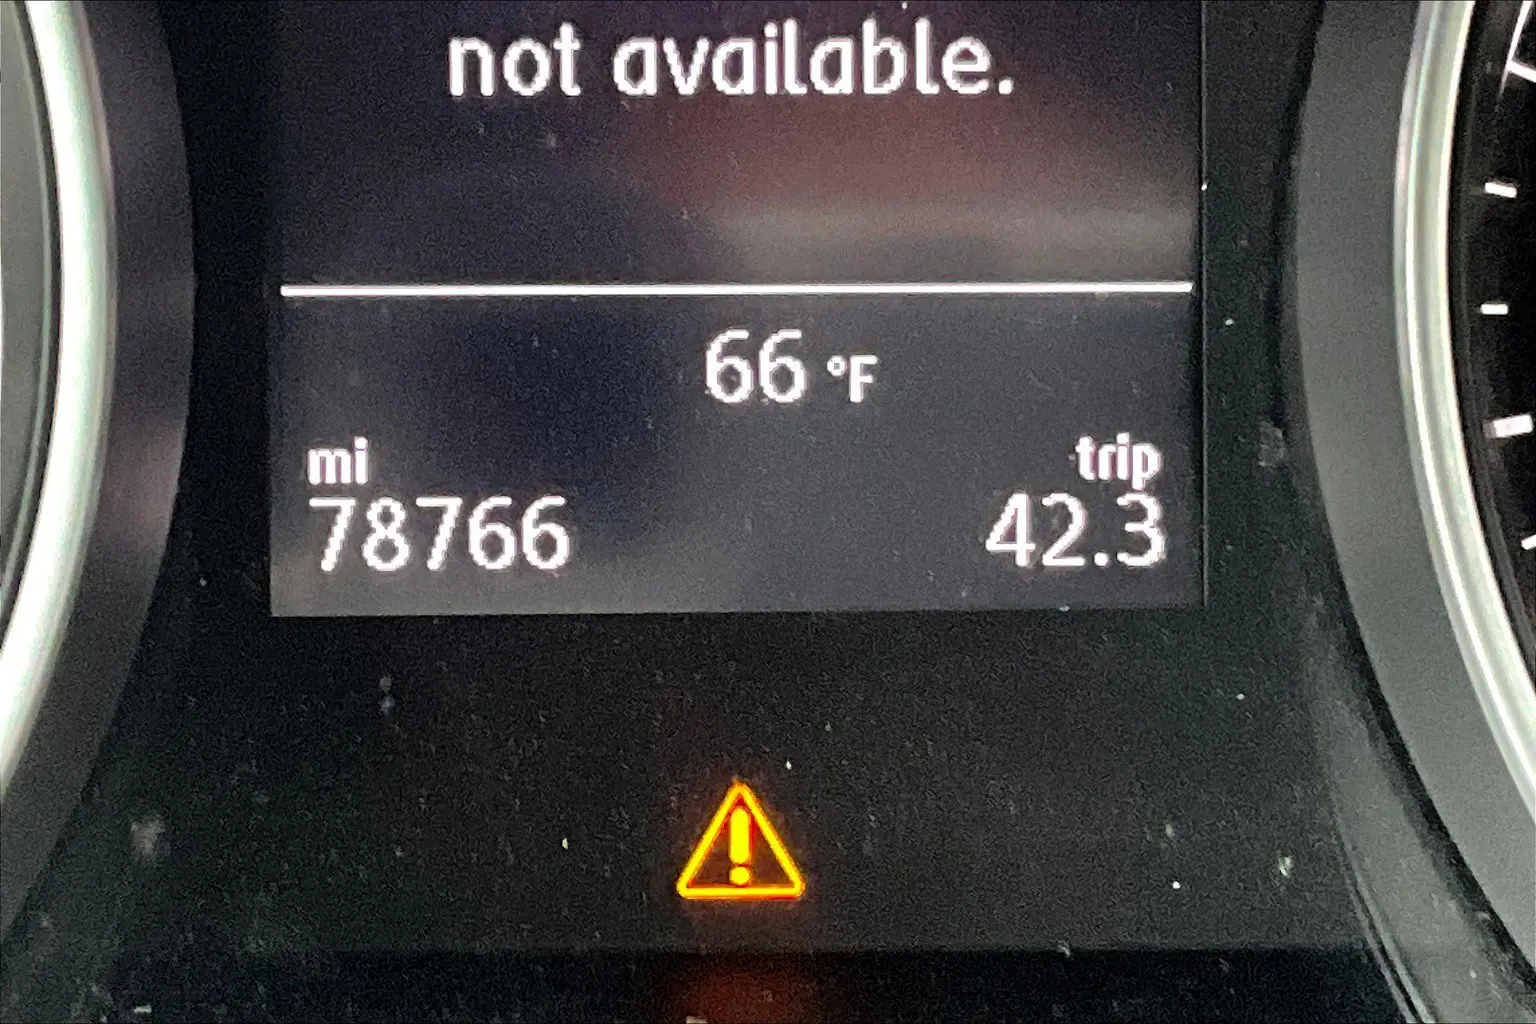 not available.
66 °F
mi
trip
78766
42.3